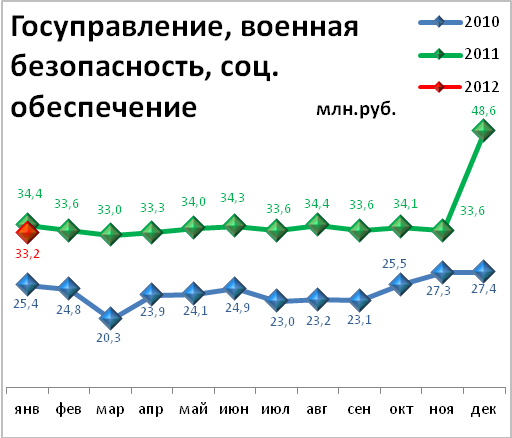 Госуправление, военная
безопасность, соц.
обеспечение
млн.руб.
2010
2011
2012
48,6
34,4 33,6 33,0 33,3 34,0 34,3 33,6 34,4 33,6 34,1 33,6
33,2
25,4 24,8 20,3 23,9 24,1 24,9 23,0 23,2 23,1 25,5 27,3 27,4
янв фев мар апр май июн июл авг сен окт ноя дек